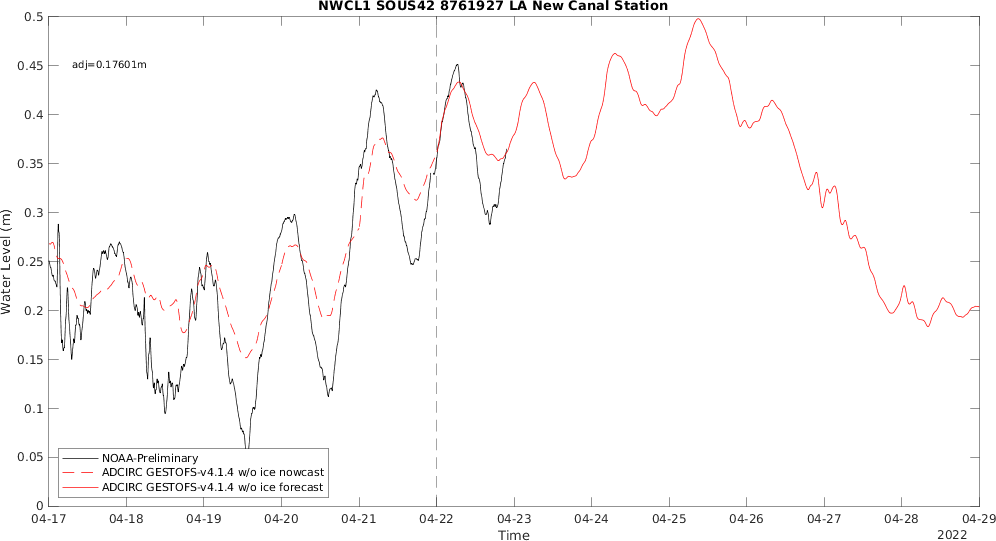 NWCL1 SOUS42 8761927 LA New Canal Station
adj=0.17601m
Water Level (m)
0.5
0.45
0.4
0.35
0.3
0.25
0.2
0.15
0.1
0.05
0
NOAA-Preliminary
ADCIRC GESTOFS-v4.1.4 w/o ice nowcast
ADCIRC GESTOFS-v4.1.4 w/o ice forecast
04-17 04-18 04-19 04-20 04-21 04-22 04-23 04-24 04-25 04-26 04-27 04-28 04-29
Time
2022